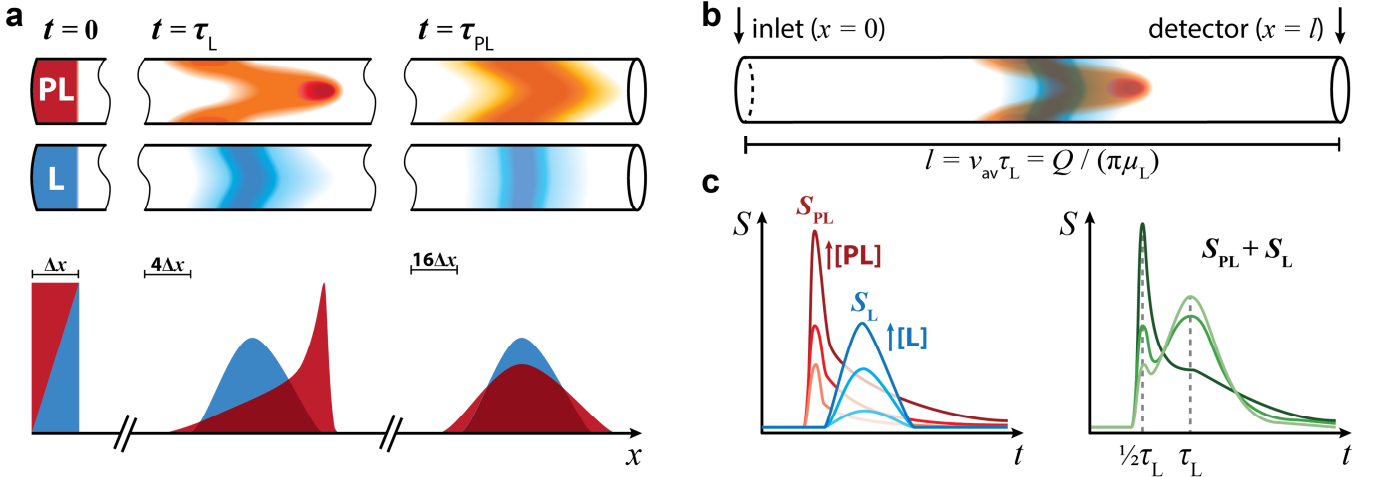 a
t = 0
t = τL
t = τPL
PL
L
Δx
4Δx
16Δx
x
b
inlet (x = 0)
detector (x = l)
l = vavτL = Q / (πμL)
c
S
SPL
↑[PL]
SL
↑[L]
t
S
SPL + SL
½τL
τL
t